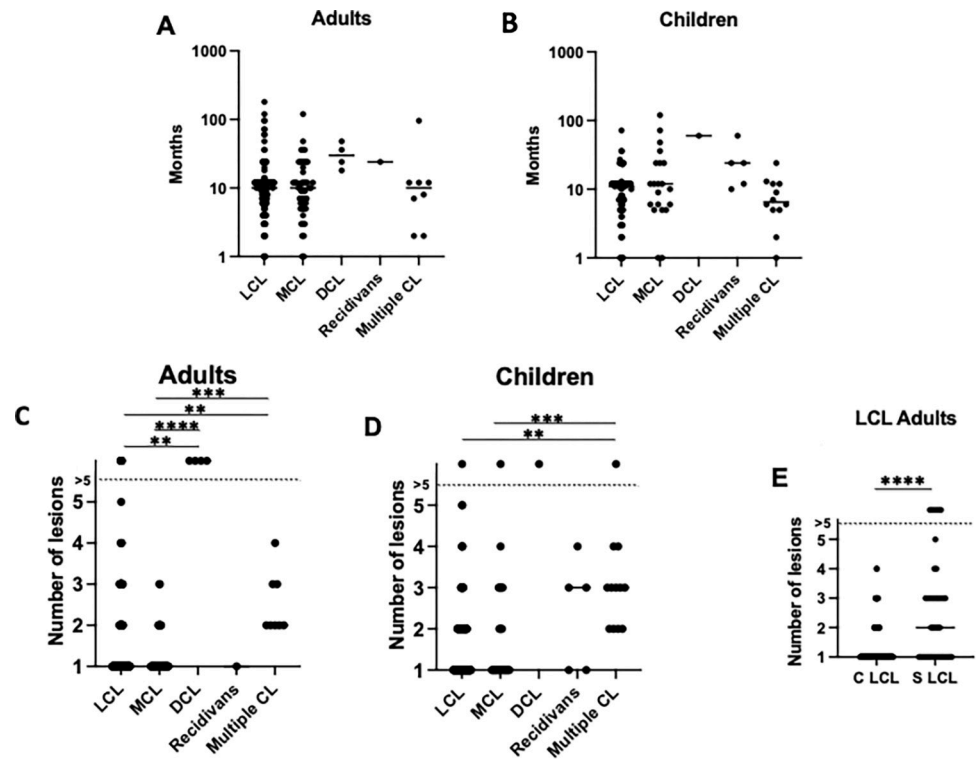 A
Adults
Months
1000
100
10
1
LCL
MCL
DCL
Recidivans
Multiple CL
B
Children
Months
1000
100
10
1
LCL
MCL
DCL
Recidivans
Multiple CL
C
Adults
***
**
****
**
Number of lesions
>5
5
4
3
2
1
LCL
MCL
DCL
Recidivans
Multiple CL
D
Children
***
**
Number of lesions
>5
5
4
3
2
1
LCL
MCL
DCL
Recidivans
Multiple CL
LCL Adults
E
****
Number of lesions
>5
5
4
3
2
1
C LCL
S LCL